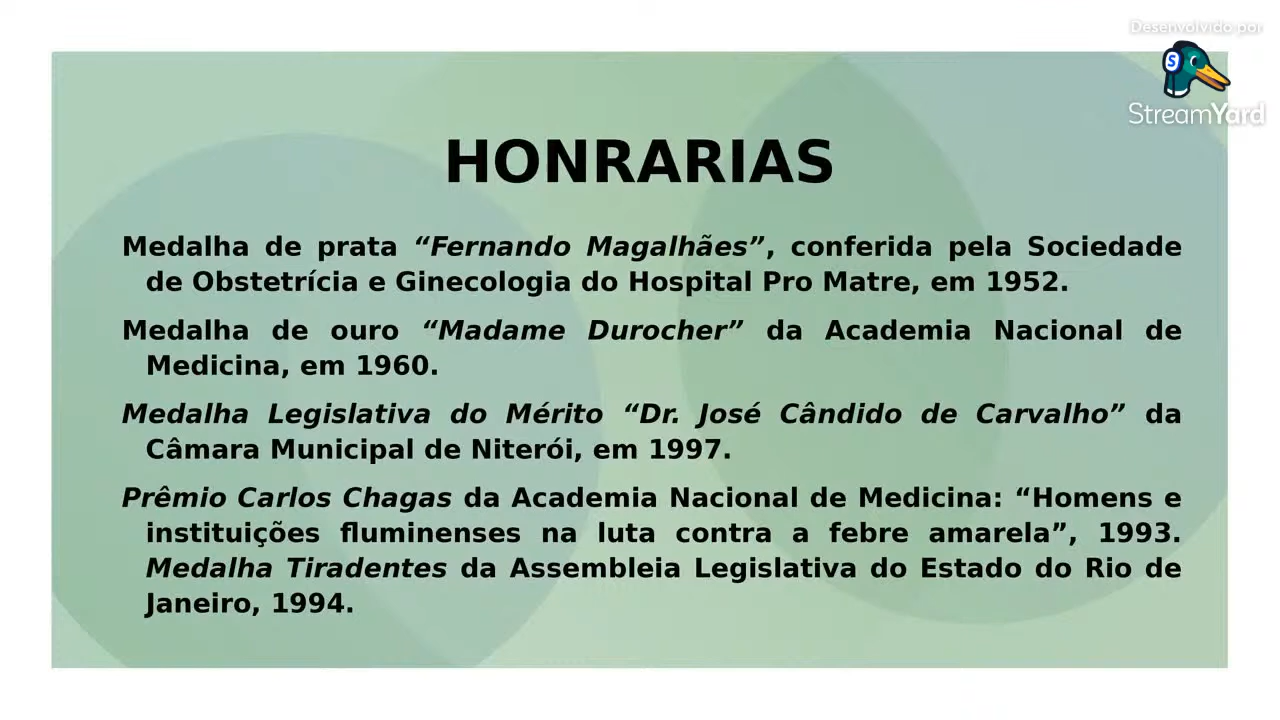 Desenvolvido por
StreamYard
HONRARIAS
Medalha de prata “Fernando Magalhães”, conferida pela Sociedade
de Obstetrícia e Ginecologia do Hospital Pro Matre, em 1952.
Medalha de ouro “Madame Durocher” da Academia Nacional de
Medicina, em 1960.
Medalha Legislativa do Mérito “Dr. José Cândido de Carvalho” da
Câmara Municipal de Niterói, em 1997.
Prêmio Carlos Chagas da Academia Nacional de Medicina: “Homens e
instituições fluminenses na luta contra a febre amarela”, 1993.
Medalha Tiradentes da Assembleia Legislativa do Estado do Rio de
Janeiro, 1994.